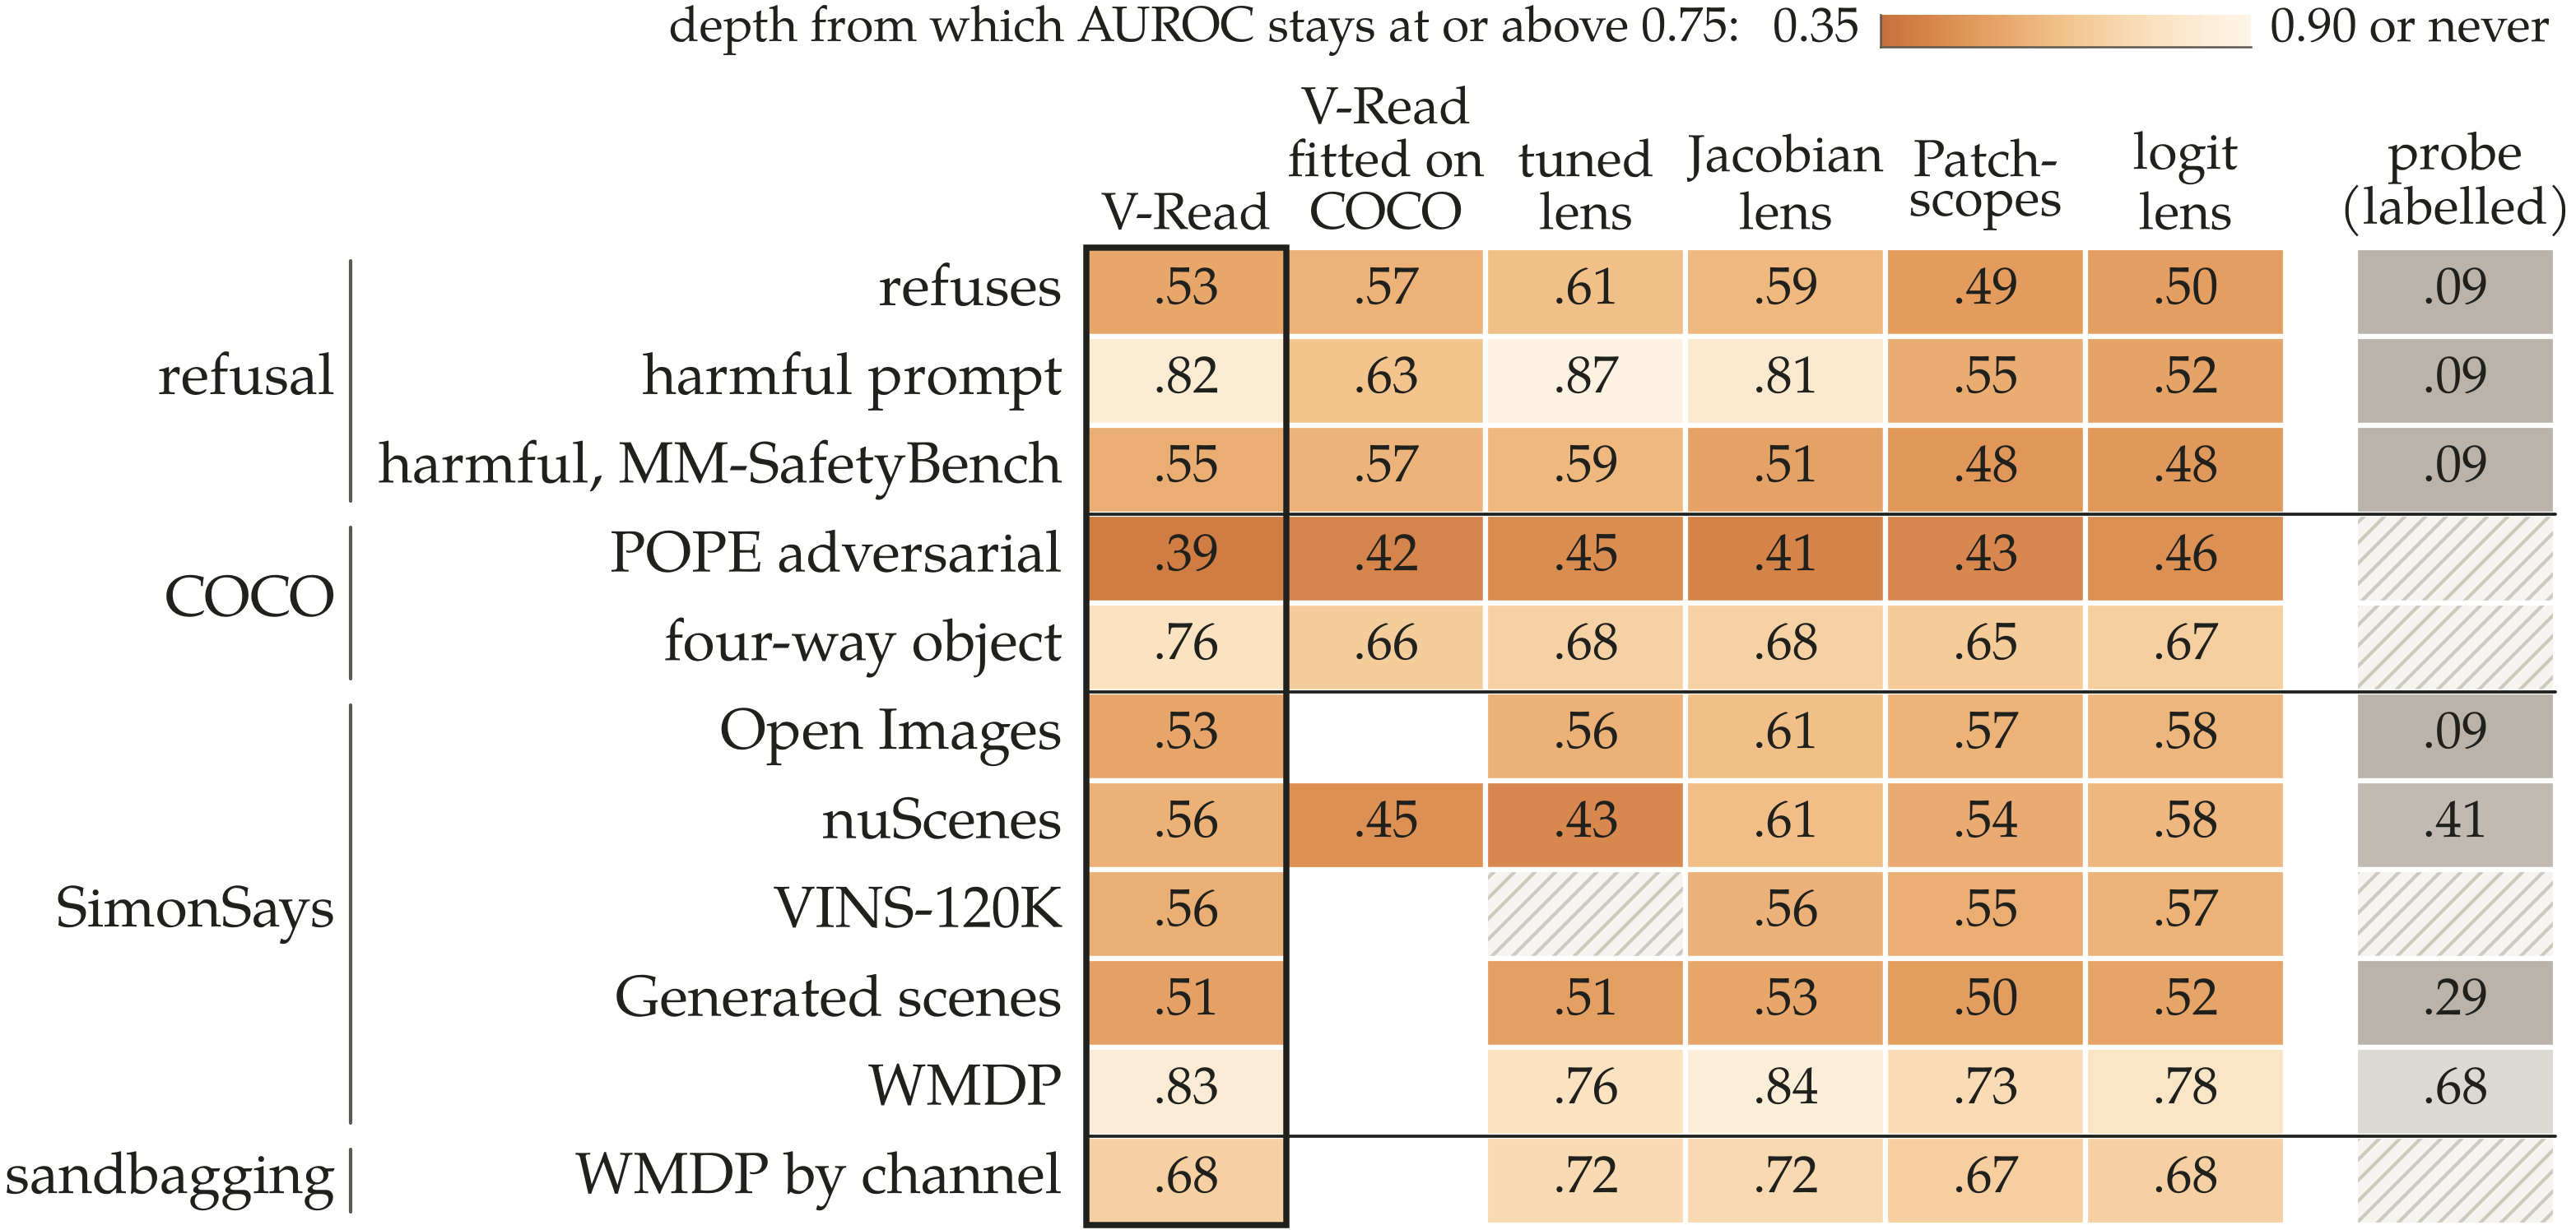 depth from which AUROC stays at or above 0.75: 0.35 0.90 or never
V-Read
V-Read
fitted on
COCO
tuned
lens
Jacobian
lens
Patch-
scopes
logit
lens
probe
(labelled)
refusal
refuses .53 .57 .61 .59 .49 .50 .09
harmful prompt .82 .63 .87 .81 .55 .52 .09
harmful, MM-SafetyBench .55 .57 .59 .51 .48 .48 .09
COCO
POPE adversarial .39 .42 .45 .41 .43 .46
four-way object .76 .66 .68 .68 .65 .67
SimonSays
Open Images .53 .56 .61 .57 .58 .09
nuScenes .56 .45 .43 .61 .54 .58 .41
VINS-120K .56 .56 .55 .57
Generated scenes .51 .51 .53 .50 .52 .29
WMDP .83 .76 .84 .73 .78 .68
sandbagging
WMDP by channel .68 .72 .72 .67 .68